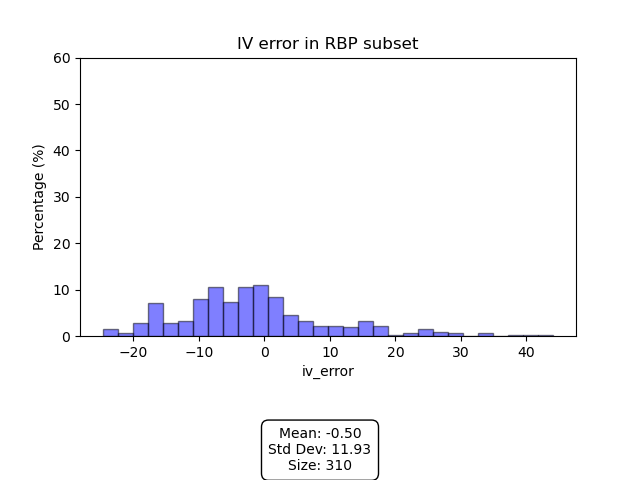 IV error in RBP subset
60
50
40
30
20
10
0
Percentage (%)
−20 −10 0 10 20 30 40
iv_error
Mean: -0.50
Std Dev: 11.93
Size: 310